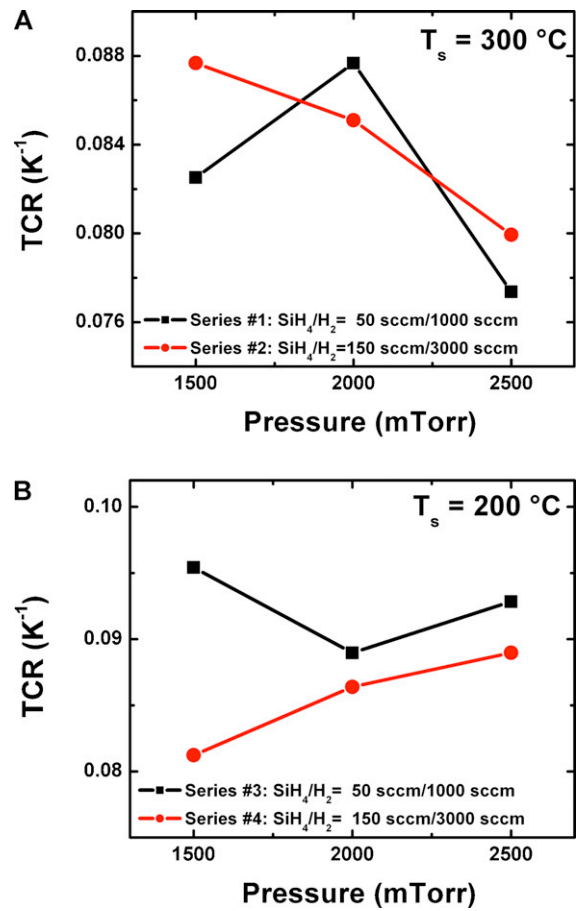 A
T_s = 300 °C
TCR (K⁻¹)
0.088
0.084
0.080
0.076
Series #1: SiH₄/H₂= 50 sccm/1000 sccm
Series #2: SiH₄/H₂=150 sccm/3000 sccm
1500 2000 2500
Pressure (mTorr)
B
T_s = 200 °C
TCR (K⁻¹)
0.10
0.09
0.08
Series #3: SiH₄/H₂= 50 sccm/1000 sccm
Series #4: SiH₄/H₂= 150 sccm/3000 sccm
1500 2000 2500
Pressure (mTorr)